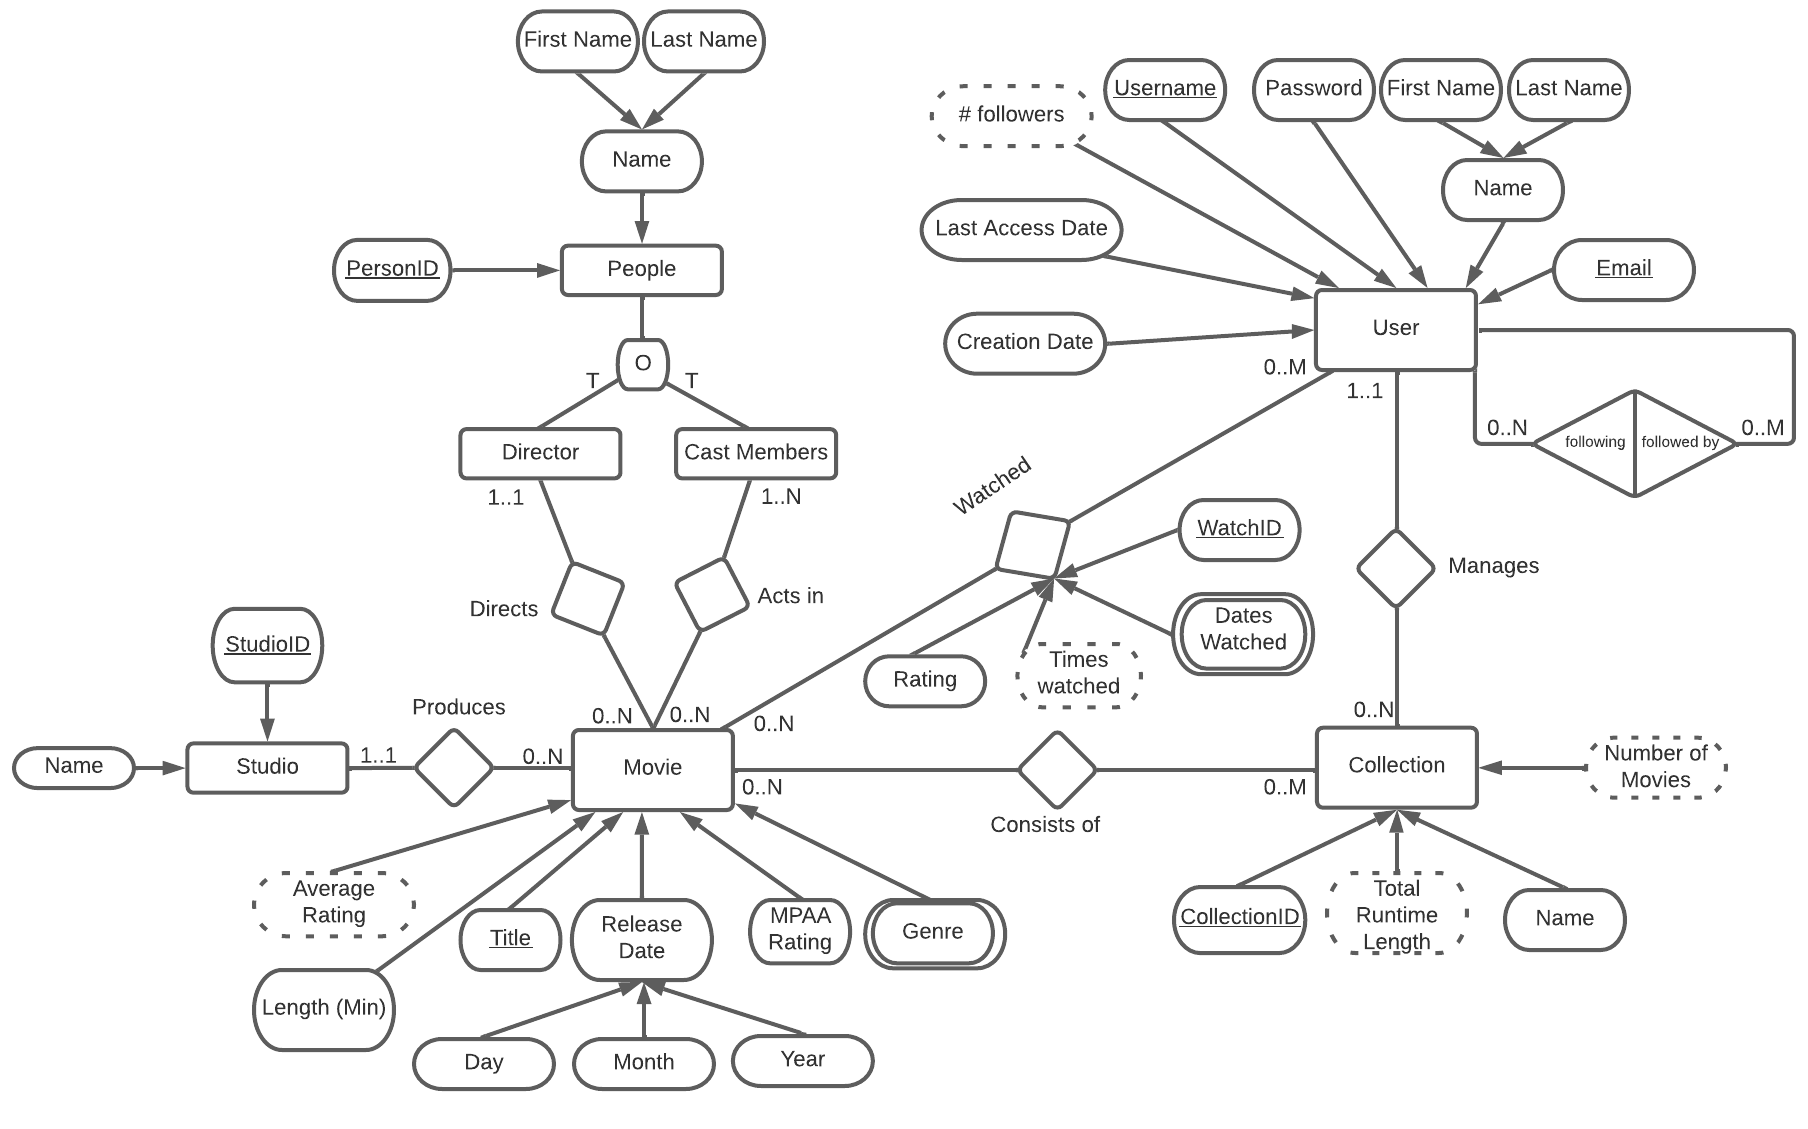 First Name
Last Name
Name
PersonID
People
O
T
T
Director
Cast Members
1..1
1..N
Directs
Acts in
StudioID
Produces
Name
Studio
1..1
0..N
0..N
0..N
0..N
Movie
0..N
Average
Rating
Length (Min)
Title
Release
Date
MPAA
Rating
Genre
Day
Month
Year
# followers
Username
Password
First Name
Last Name
Name
Last Access Date
Email
Creation Date
User
0..M
1..1
0..N
following
followed by
0..M
Watched
WatchID
Dates
Watched
Times
watched
Rating
Manages
0..N
Consists of
0..M
Collection
Number of
Movies
CollectionID
Total
Runtime
Length
Name